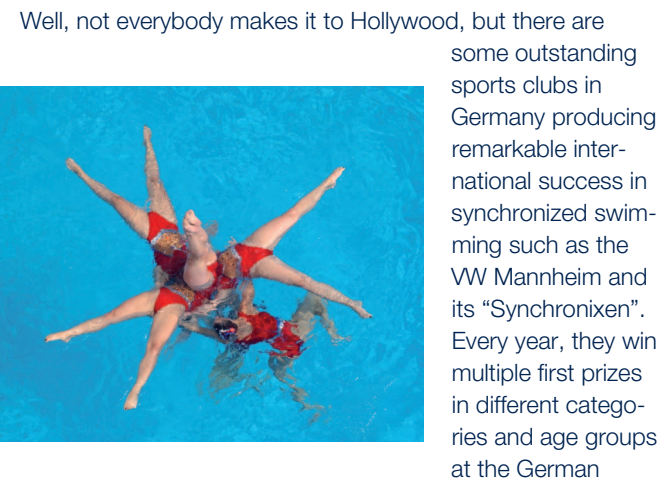 Well, not everybody makes it to Hollywood, but there are
some outstanding
sports clubs in
Germany producing
remarkable inter-
national success in
synchronized swim-
ming such as the
VW Mannheim and
its “Synchronixen”.
Every year, they win
multiple first prizes
in different catego-
ries and age groups
at the German